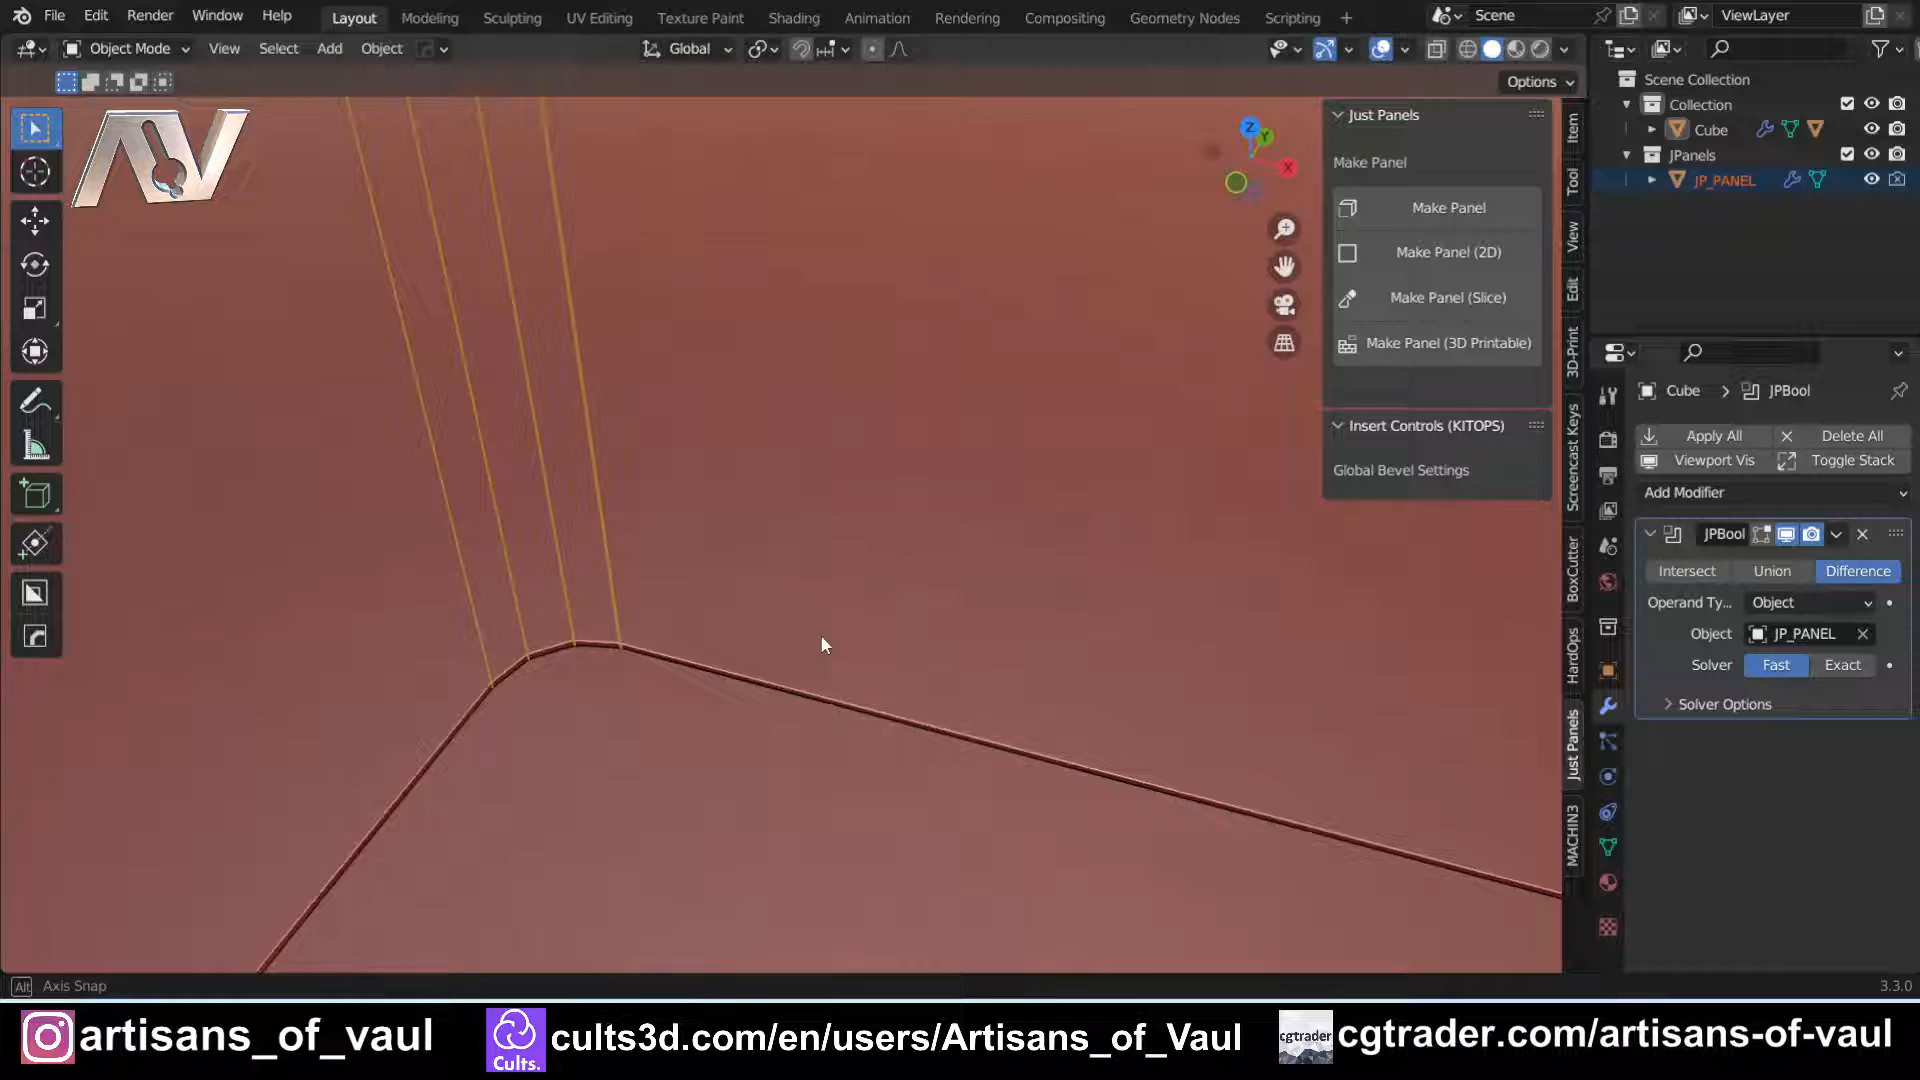 File Edit Render Window Help Layout Modeling Sculpting UV Editing Texture Paint Shading Animation Rendering Compositing Geometry Nodes Scripting + Scene ViewLayer
Object Mode View Select Add Object Global
Options
Just Panels
Make Panel
Make Panel
Make Panel (2D)
Make Panel (Slice)
Make Panel (3D Printable)
Insert Controls (KITOPS)
Global Bevel Settings
Z
Y
X
Item
Tool
View
Edit
3D-Print
Screencast Keys
BoxCutter
HardOps
Just Panels
MACHIN3
Scene Collection
Collection
Cube
JPanels
JP_PANEL
Cube > JPBool
Apply All Delete All
Viewport Vis Toggle Stack
Add Modifier
JPBool
Intersect Union Difference
Operand Ty... Object
Object JP_PANEL
Solver Fast Exact
Solver Options
Alt Axis Snap
3.3.0
artisans_of_vaul
Cults.
cults3d.com/en/users/Artisans_of_Vaul
cgtrader
cgtrader.com/artisans-of-vaul